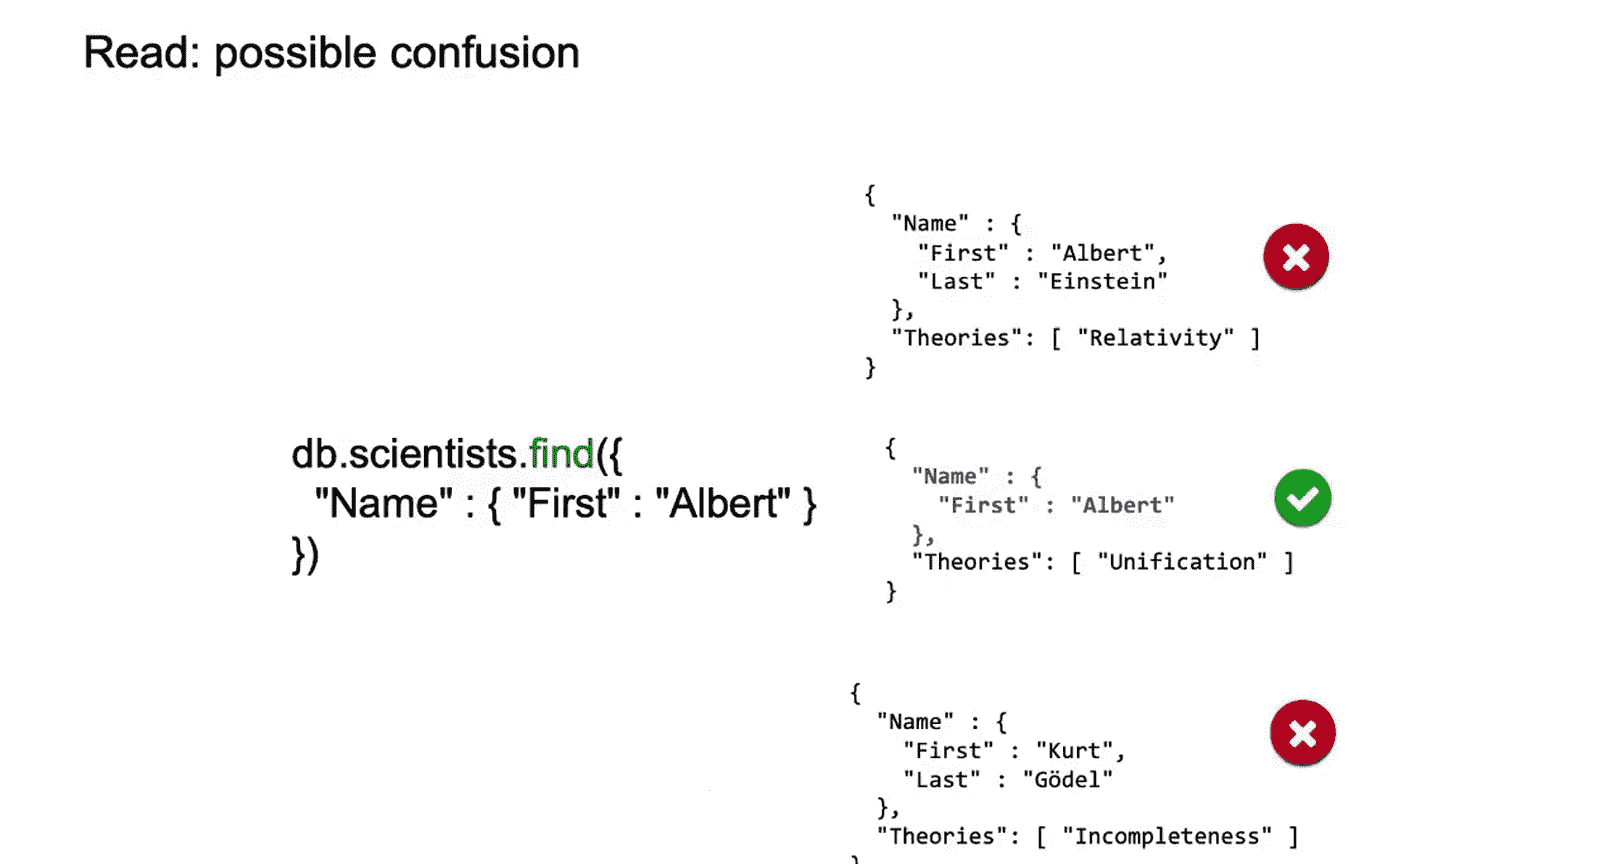 Read: possible confusion
db.scientists.find({
"Name" : { "First" : "Albert" }
})
{
"Name" : {
"First" : "Albert",
"Last" : "Einstein"
},
"Theories": [ "Relativity" ]
}
{
"Name" : {
"First" : "Albert"
},
"Theories": [ "Unification" ]
}
{
"Name" : {
"First" : "Kurt",
"Last" : "Gödel"
},
"Theories": [ "Incompleteness" ]
}